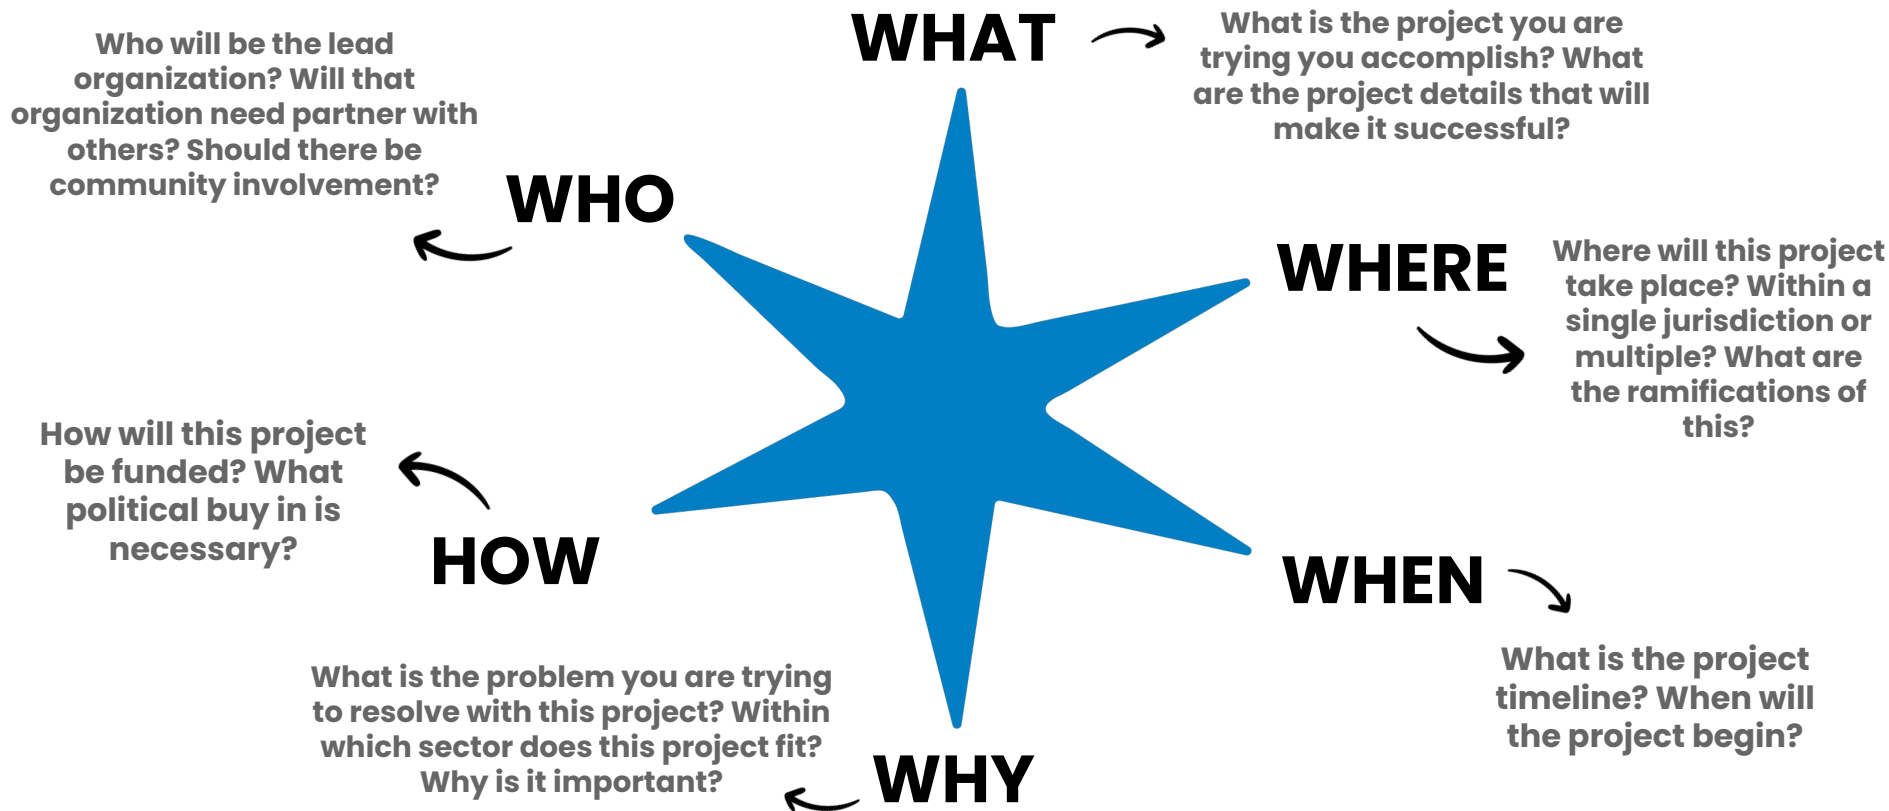 WHAT
What is the project you are
trying you accomplish? What
are the project details that will
make it successful?
Who will be the lead
organization? Will that
organization need partner with
others? Should there be
community involvement?
WHO
WHERE
Where will this project
take place? Within a
single jurisdiction or
multiple? What are
the ramifications of
this?
How will this project
be funded? What
political buy in is
necessary?
HOW
WHEN
What is the project
timeline? When will
the project begin?
What is the problem you are trying
to resolve with this project? Within
which sector does this project fit?
Why is it important?
WHY